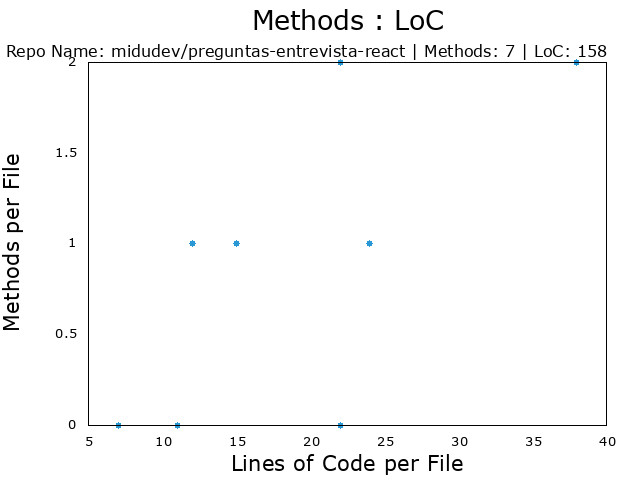 Methods : LoC
Repo Name: midudev/preguntas-entrevista-react | Methods: 7 | LoC: 158
2
1.5
1
0.5
0
Methods per File
5 10 15 20 25 30 35 40
Lines of Code per File